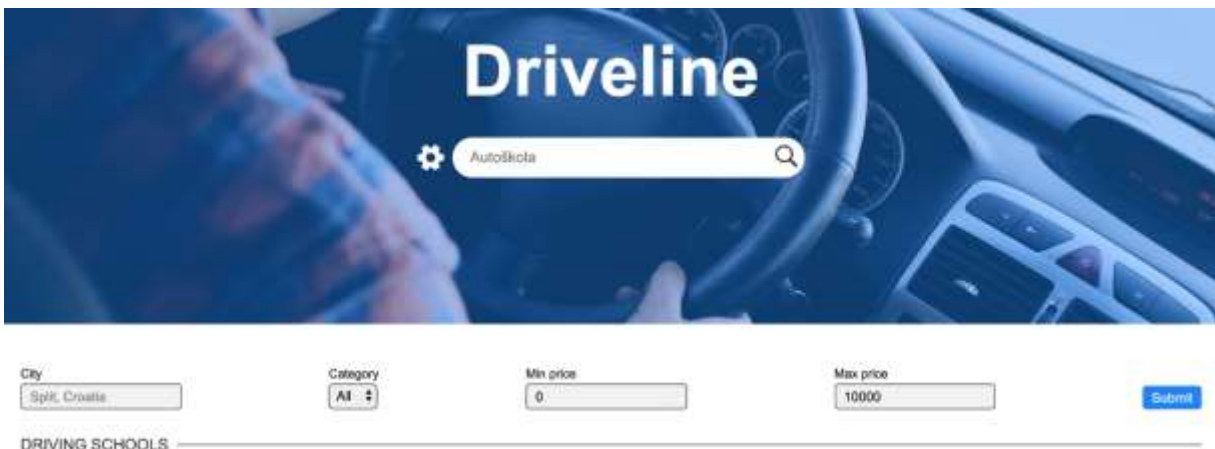 Driveline
Autoškola
City
Category
Min price
Max price
Split, Croatia
All
0
10000
Submit
DRIVING SCHOOLS